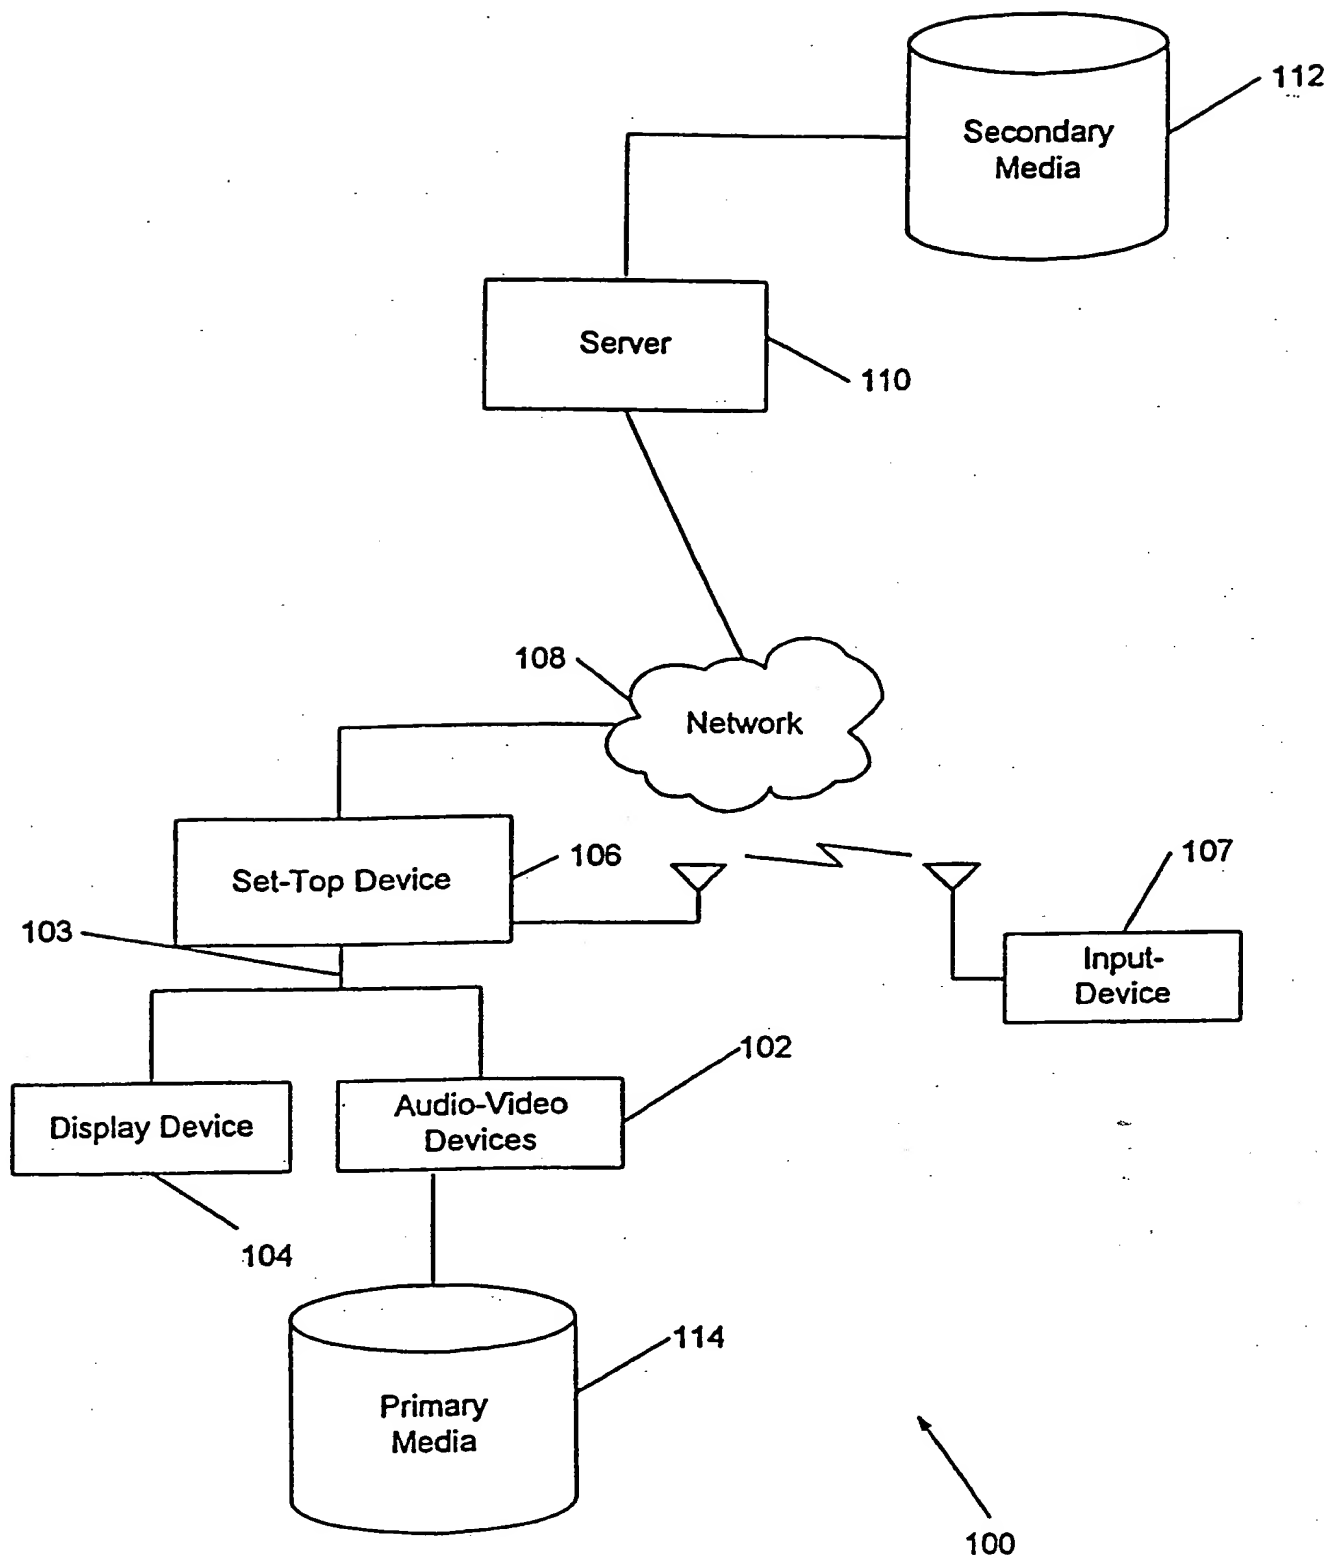 112
Secondary
Media
Server
110
108
Network
106
107
Set-Top Device
103
Input-
Device
102
Audio-Video
Devices
Display Device
104
114
Primary
Media
100